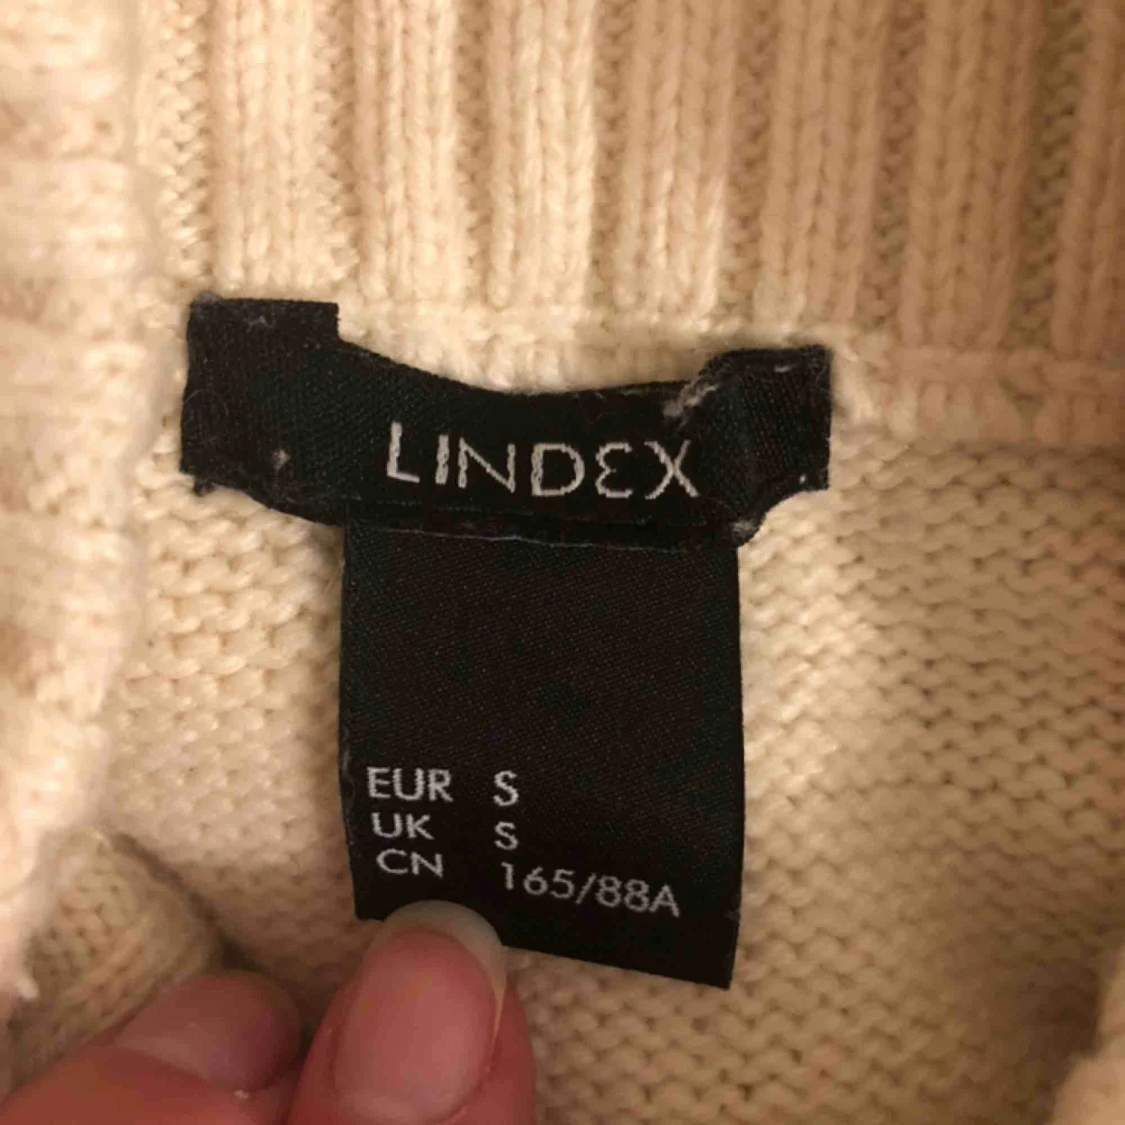 LINDEX
EUR S
UK S
CN 165/88A